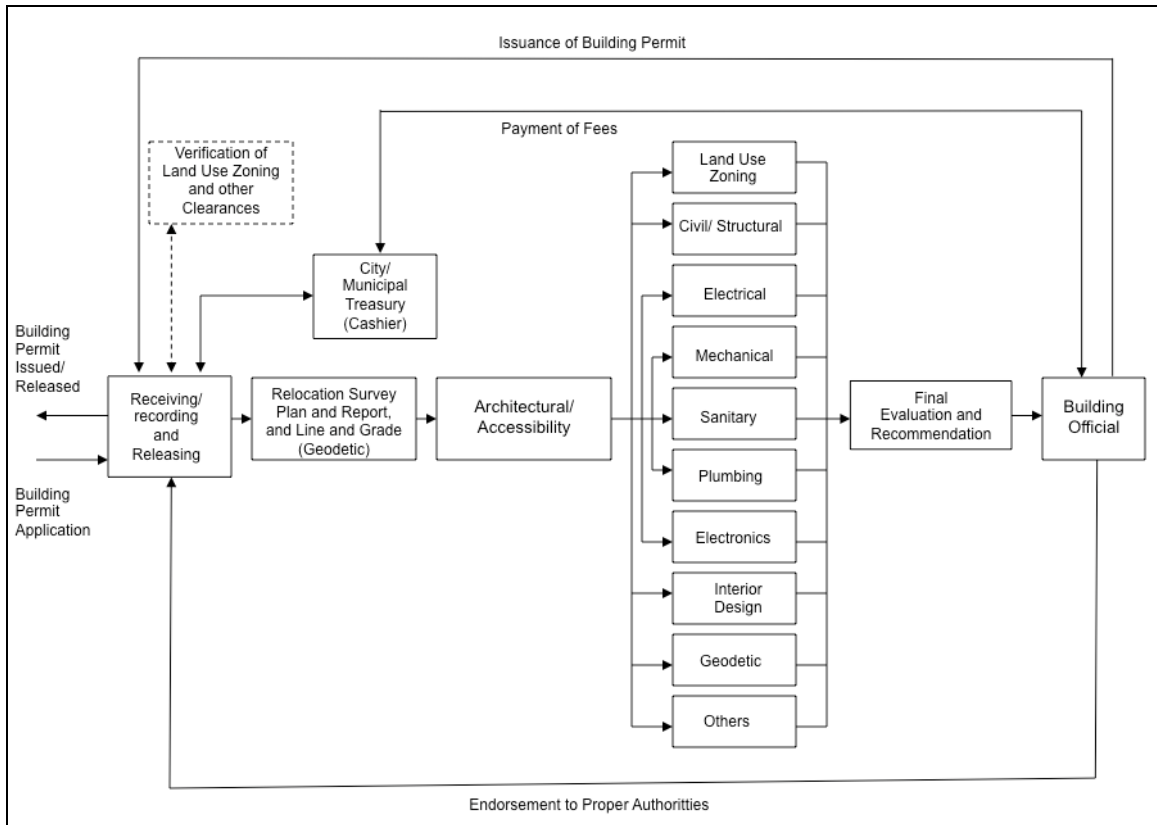 Issuance of Building Permit
Payment of Fees
Verification of
Land Use Zoning
and other
Clearances
City/
Municipal
Treasury
(Cashier)
Building
Permit
Issued/
Released
Building
Permit
Application
Receiving/
recording
and
Releasing
Relocation Survey
Plan and Report,
and Line and Grade
(Geodetic)
Architectural/
Accessibility
Land Use
Zoning
Civil/ Structural
Electrical
Mechanical
Sanitary
Plumbing
Electronics
Interior
Design
Geodetic
Others
Final
Evaluation and
Recommendation
Building
Official
Endorsement to Proper Authoritties